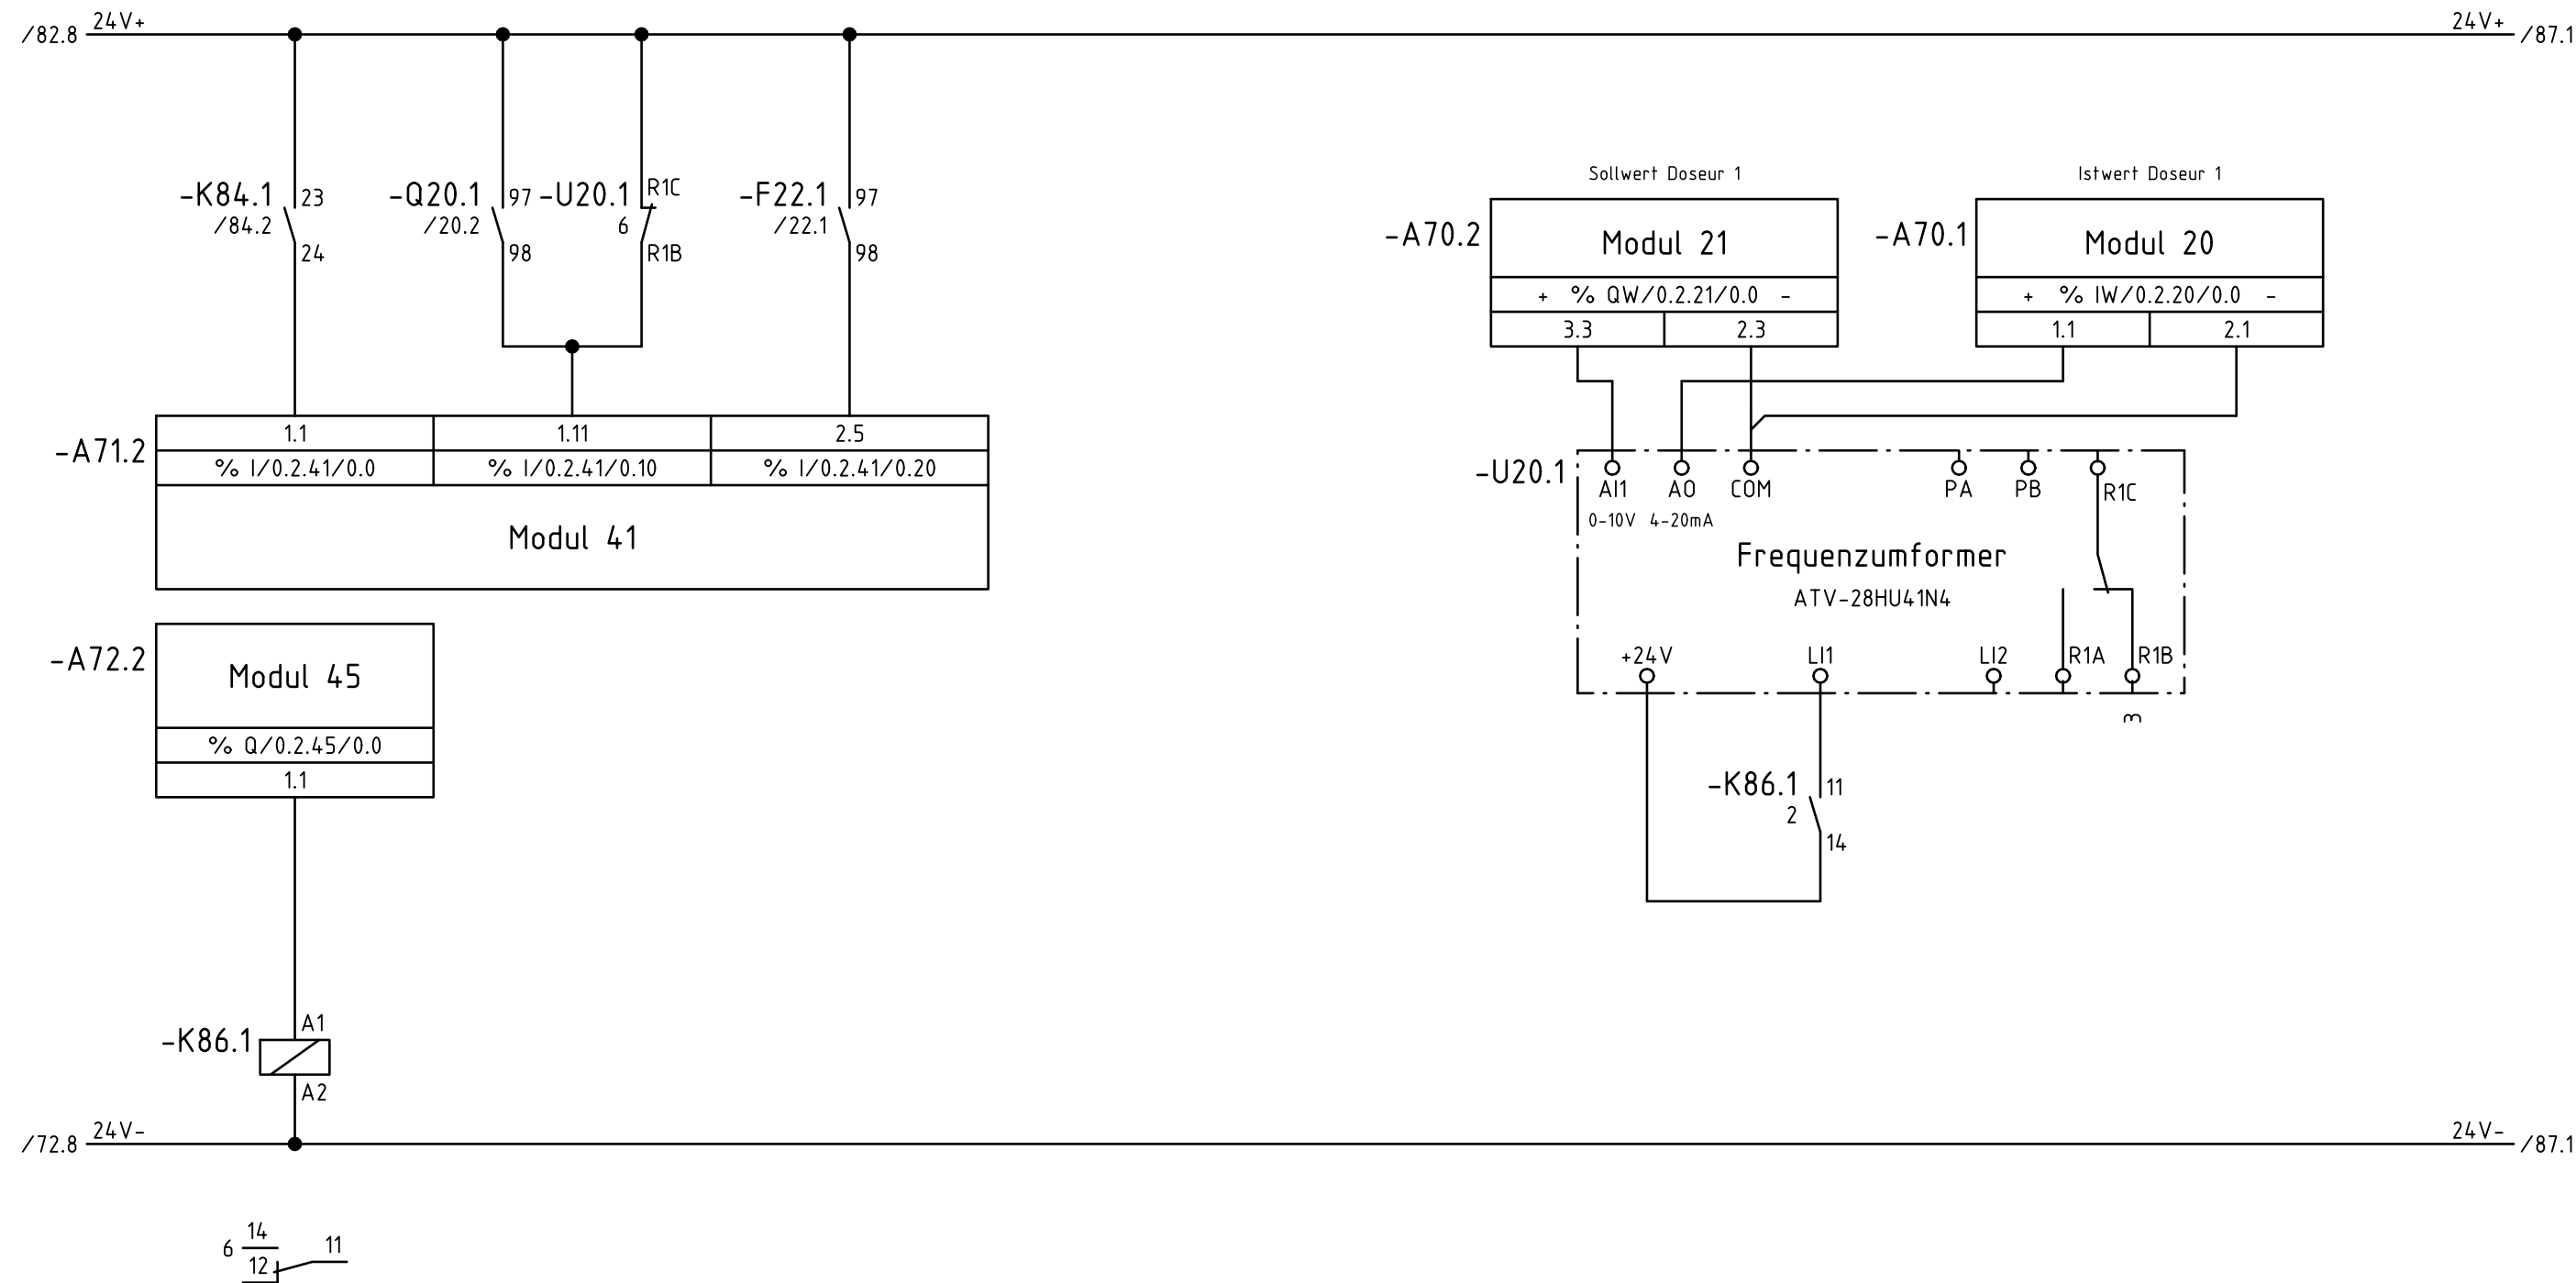 24V+ 24V+
/82.8 /87.1
Sollwert Doseur 1 Istwert Doseur 1
-K84.1 23 -Q20.1 97 -U20.1 R1C -F22.1 97
/84.2 /20.2 6 /22.1
24 98 R1B 98
-A70.2 Modul 21 -A70.1 Modul 20
+ % QW/0.2.21/0.0 - + % IW/0.2.20/0.0 -
3.3 2.3 1.1 2.1
1.1 1.11 2.5
-A71.2
% I/0.2.41/0.0 % I/0.2.41/0.10 % I/0.2.41/0.20
Modul 41
-U20.1
AI1 AO COM PA PB R1C
0-10V 4-20mA
Frequenzumformer
ATV-28HU41N4
+24V LI1 LI2 R1A R1B
3
-A72.2
Modul 45
% Q/0.2.45/0.0
1.1
-K86.1 11
2
14
A1
-K86.1
A2
24V- 24V-
/72.8 /87.1
14 11
6
12